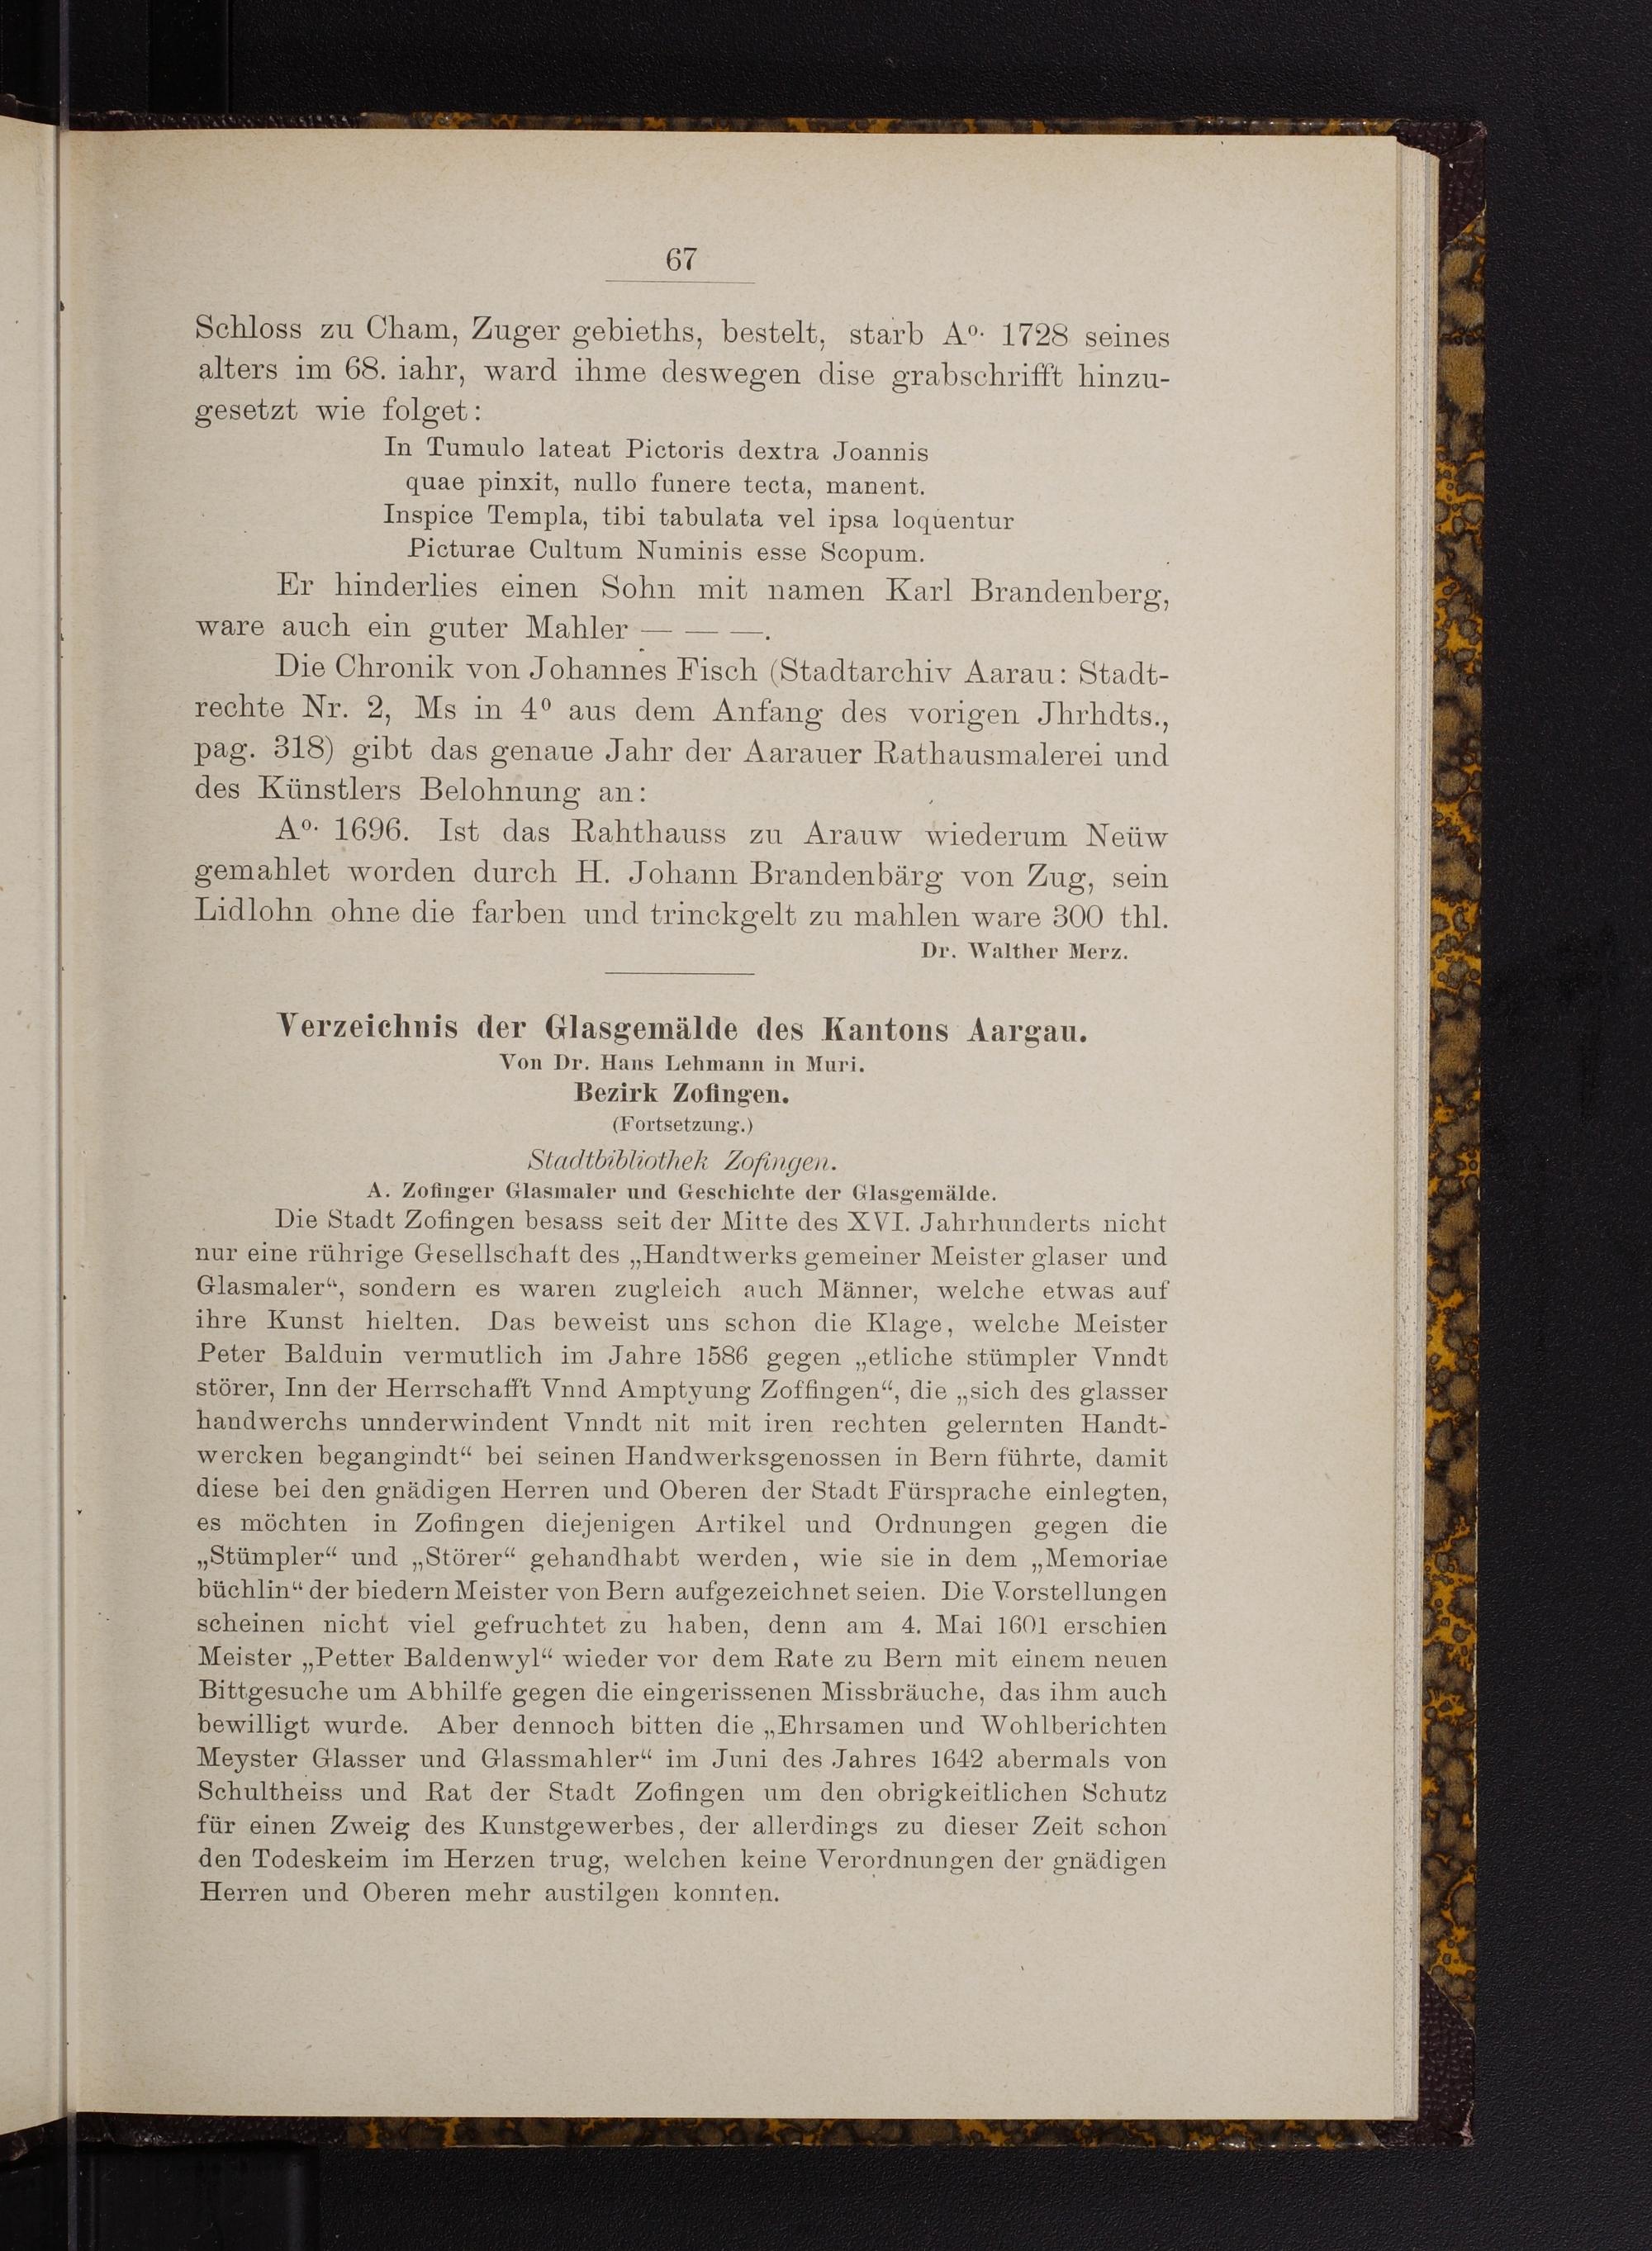 67
Schloss zu Cham, Zuger gebieths, bestelt, starb Aº· 1728 seines
alters im 68. iahr, ward ihme deswegen dise grabschrifft hinzu-
gesetzt wie folget:
In Tumulo lateat Pictoris dextra Joannis
quae pinxit, nullo funere tecta, manent.
Inspice Templa, tibi tabulata vel ipsa loquentur
Picturae Cultum Numinis esse Scopum.
Er hinderlies einen Sohn mit namen Karl Brandenberg,
ware auch ein guter Mahler — — —.
Die Chronik von Johannes Fisch (Stadtarchiv Aarau: Stadt-
rechte Nr. 2, Ms in 4⁰ aus dem Anfang des vorigen Jhrhdts.,
pag. 318) gibt das genaue Jahr der Aarauer Rathausmalerei und
des Künstlers Belohnung an:
Aº· 1696. Ist das Rahthauss zu Arauw wiederum Neüw
gemahlet worden durch H. Johann Brandenbärg von Zug, sein
Lidlohn ohne die farben und trinckgelt zu mahlen ware 300 thl.
Dr. Walther Merz.
Verzeichnis der Glasgemälde des Kantons Aargau.
Von Dr. Hans Lehmann in Muri.
Bezirk Zofingen.
(Fortsetzung.)
Stadtbibliothek Zofingen.
A. Zofinger Glasmaler und Geschichte der Glasgemälde.
Die Stadt Zofingen besass seit der Mitte des XVI. Jahrhunderts nicht
nur eine rührige Gesellschaft des „Handtwerks gemeiner Meister glaser und
Glasmaler“, sondern es waren zugleich auch Männer, welche etwas auf
ihre Kunst hielten. Das beweist uns schon die Klage, welche Meister
Peter Balduin vermutlich im Jahre 1586 gegen „etliche stümpler Vnndt
störer, Inn der Herrschafft Vnnd Amptyung Zoffingen“, die „sich des glasser
handwerchs unnderwindent Vnndt nit mit iren rechten gelernten Handt-
wercken begangindt“ bei seinen Handwerksgenossen in Bern führte, damit
diese bei den gnädigen Herren und Oberen der Stadt Fürsprache einlegten,
es möchten in Zofingen diejenigen Artikel und Ordnungen gegen die
„Stümpler“ und „Störer“ gehandhabt werden, wie sie in dem „Memoriae
büchlin“ der biedern Meister von Bern aufgezeichnet seien. Die Vorstellungen
scheinen nicht viel gefruchtet zu haben, denn am 4. Mai 1601 erschien
Meister „Petter Baldenwyl“ wieder vor dem Rate zu Bern mit einem neuen
Bittgesuche um Abhilfe gegen die eingerissenen Missbräuche, das ihm auch
bewilligt wurde. Aber dennoch bitten die „Ehrsamen und Wohlberichten
Meyster Glasser und Glassmahler“ im Juni des Jahres 1642 abermals von
Schultheiss und Rat der Stadt Zofingen um den obrigkeitlichen Schutz
für einen Zweig des Kunstgewerbes, der allerdings zu dieser Zeit schon
den Todeskeim im Herzen trug, welchen keine Verordnungen der gnädigen
Herren und Oberen mehr austilgen konnten.